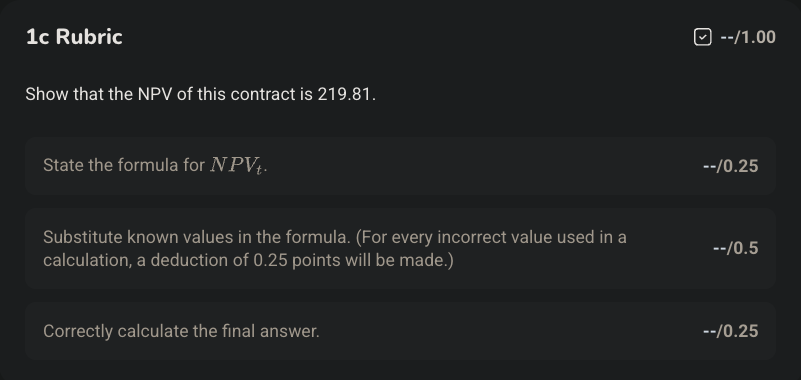 1c Rubric --/1.00
Show that the NPV of this contract is 219.81.
State the formula for NPV_t. --/0.25
Substitute known values in the formula. (For every incorrect value used in a
calculation, a deduction of 0.25 points will be made.) --/0.5
Correctly calculate the final answer. --/0.25